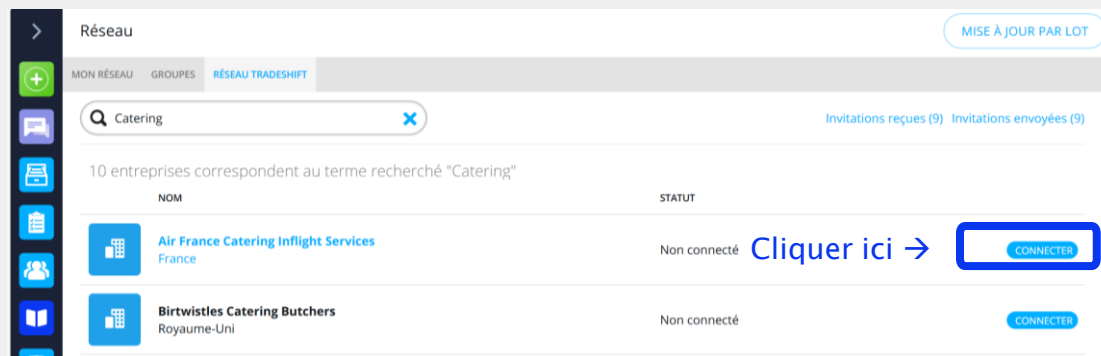 Réseau
MISE À JOUR PAR LOT
MON RÉSEAU GROUPES RÉSEAU TRADESHIFT
Catering
Invitations reçues (9) Invitations envoyées (9)
10 entreprises correspondent au terme recherché "Catering"
NOM STATUT
Air France Catering Inflight Services
France
Non connecté
Cliquer ici →
CONNECTER
Birtwistles Catering Butchers
Royaume-Uni
Non connecté
CONNECTER